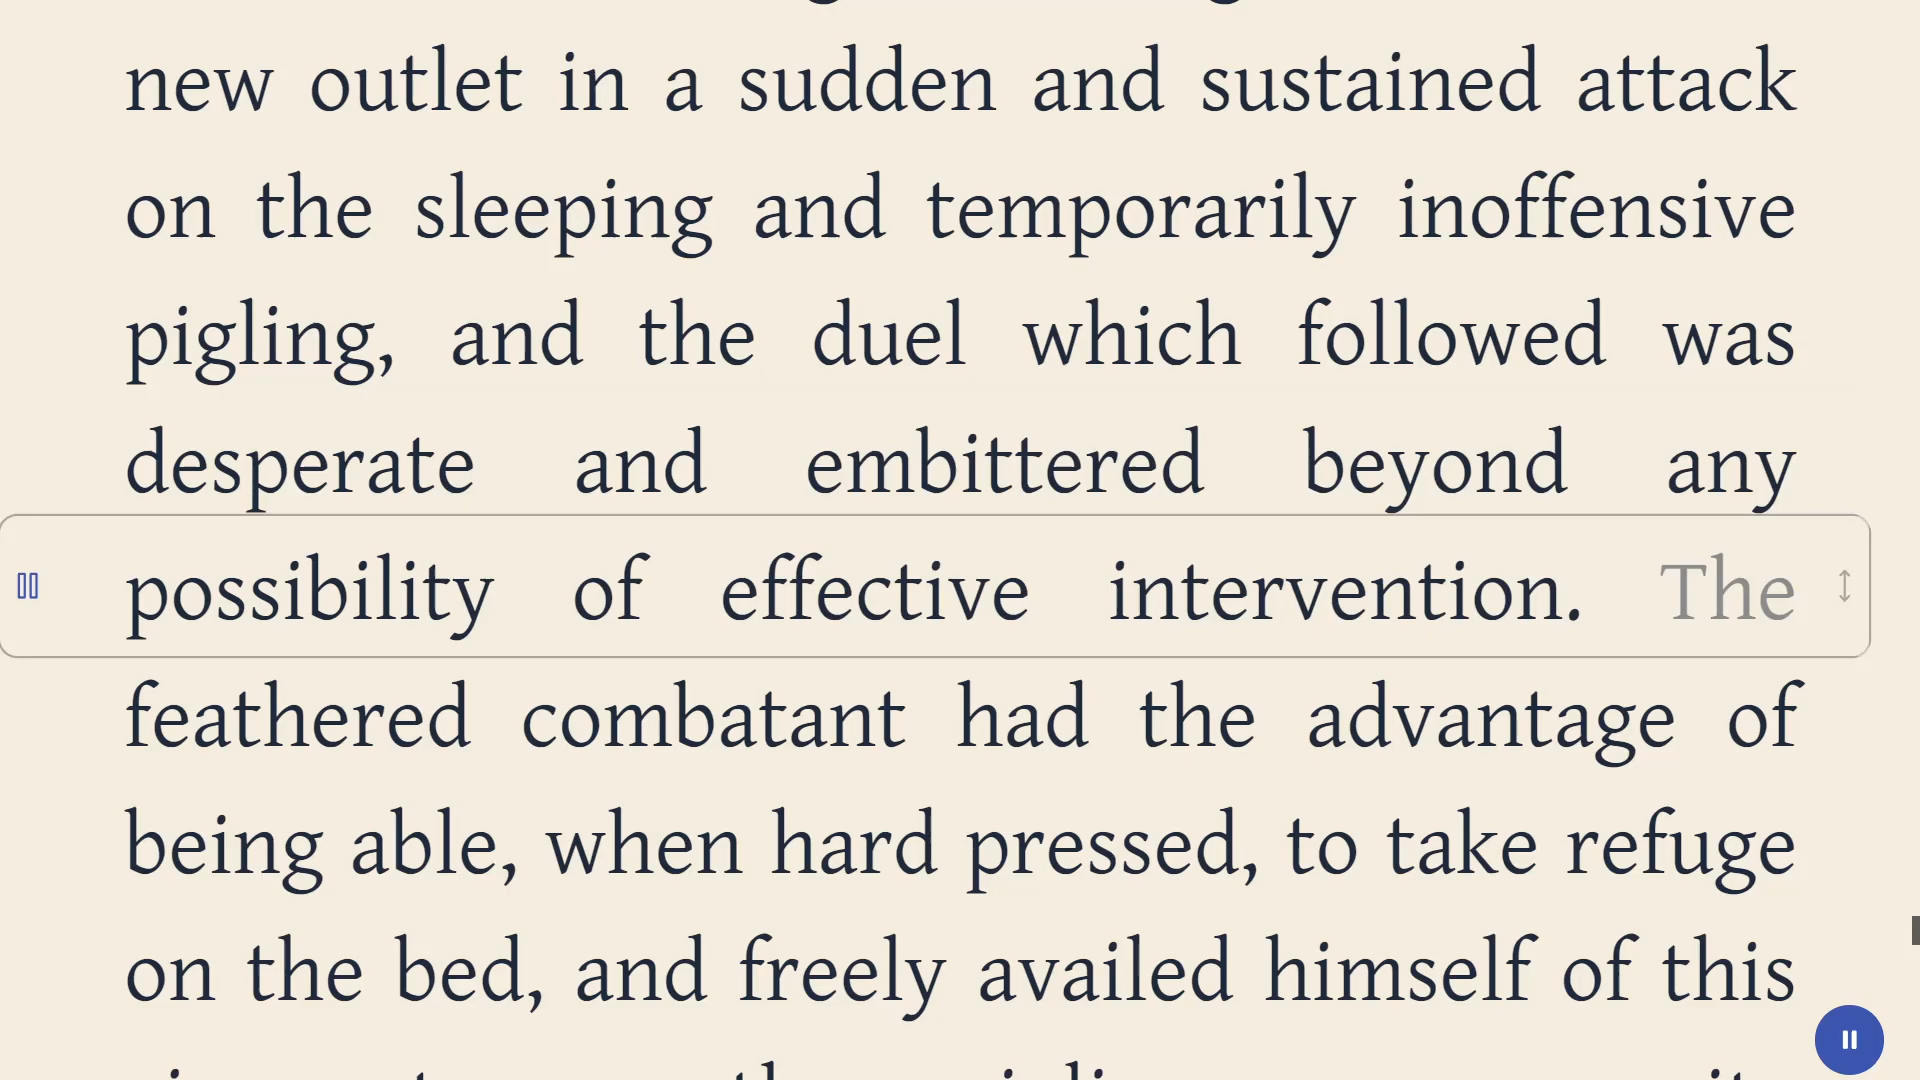 new outlet in a sudden and sustained attack
on the sleeping and temporarily inoffensive
pigling, and the duel which followed was
desperate and embittered beyond any
possibility of effective intervention. The
feathered combatant had the advantage of
being able, when hard pressed, to take refuge
on the bed, and freely availed himself of this